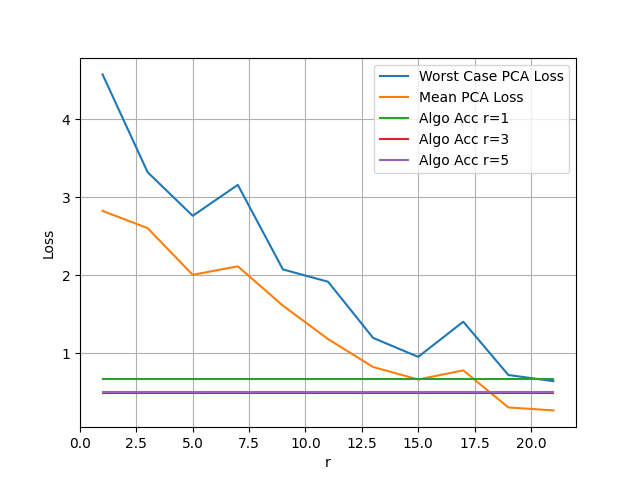 Worst Case PCA Loss
Mean PCA Loss
Algo Acc r=1
Algo Acc r=3
Algo Acc r=5
Loss
4
3
2
1
0.0 2.5 5.0 7.5 10.0 12.5 15.0 17.5 20.0
r